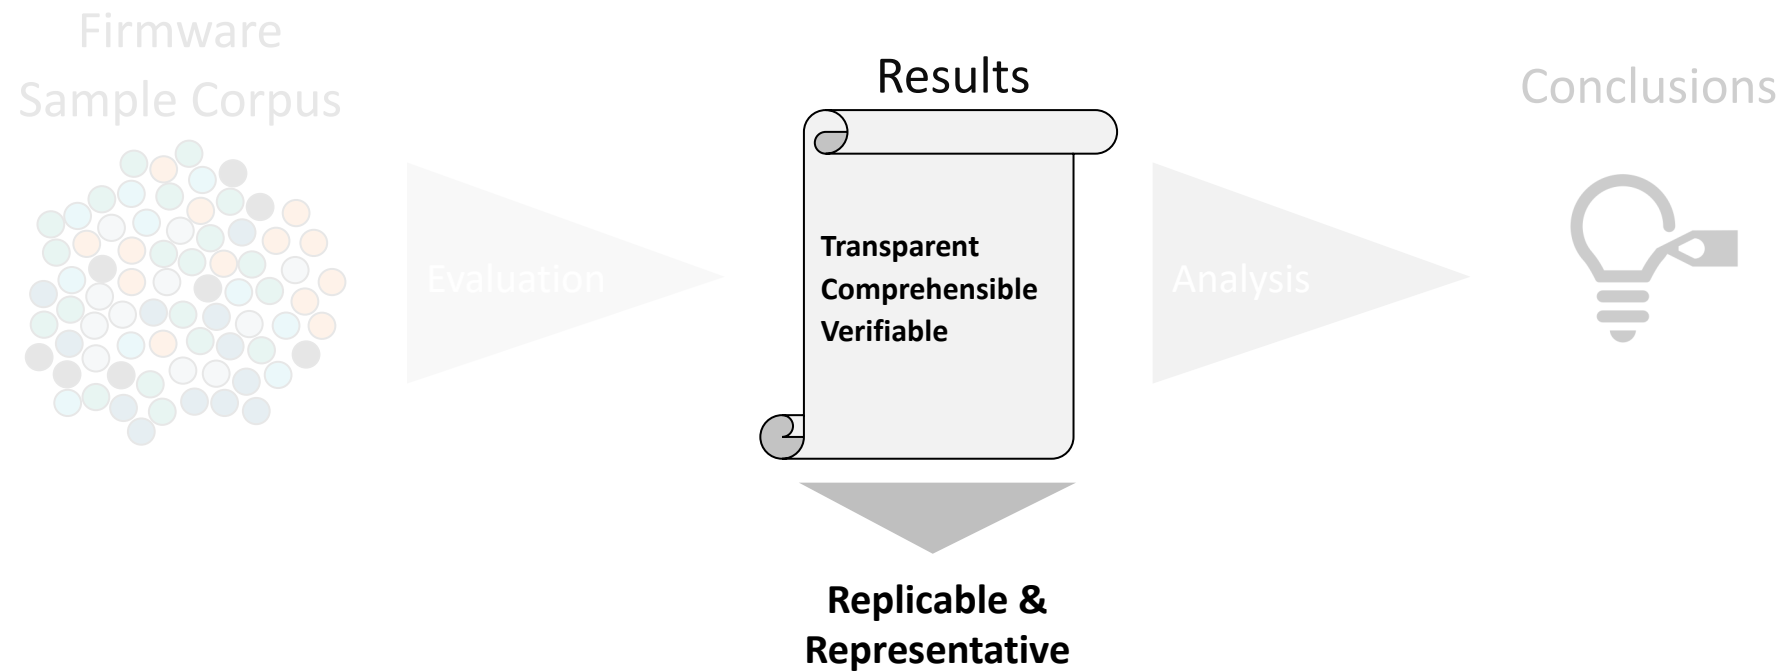 Firmware
Sample Corpus
Evaluation
Results
Transparent
Comprehensible
Verifiable
Replicable &
Representative
Analysis
Conclusions